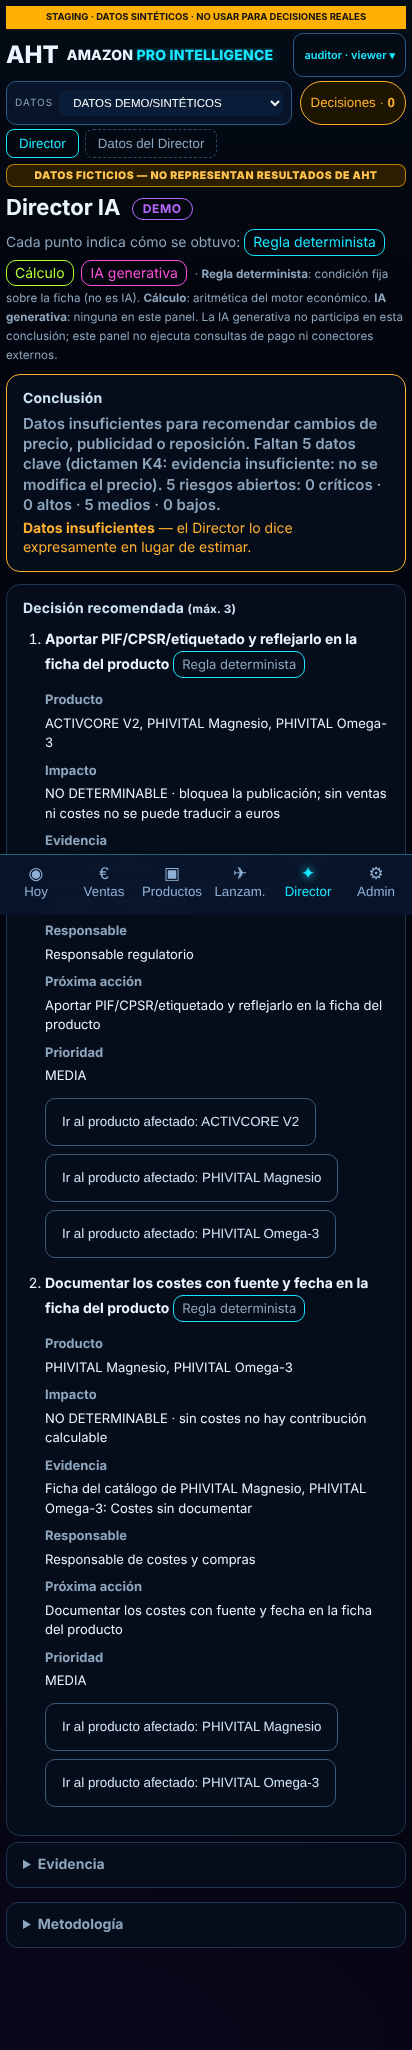 STAGING · DATOS SINTÉTICOS · NO USAR PARA DECISIONES REALES
AHT AMAZON PRO INTELLIGENCE
auditor · viewer ▾
DATOS DATOS DEMO/SINTÉTICOS
Decisiones · 0
Director
Datos del Director
DATOS FICTICIOS — NO REPRESENTAN RESULTADOS DE AHT
Director IA DEMO
Cada punto indica cómo se obtuvo: Regla determinista
Cálculo IA generativa · Regla determinista: condición fija
sobre la ficha (no es IA). Cálculo: aritmética del motor económico. IA
generativa: ninguna en este panel. La IA generativa no participa en esta
conclusión; este panel no ejecuta consultas de pago ni conectores
externos.
Conclusión
Datos insuficientes para recomendar cambios de
precio, publicidad o reposición. Faltan 5 datos
clave (dictamen K4: evidencia insuficiente: no se
modifica el precio). 5 riesgos abiertos: 0 críticos ·
0 altos · 5 medios · 0 bajos.
Datos insuficientes — el Director lo dice
expresamente en lugar de estimar.
Decisión recomendada (máx. 3)
1. Aportar PIF/CPSR/etiquetado y reflejarlo en la
ficha del producto Regla determinista
Producto
ACTIVCORE V2, PHIVITAL Magnesio, PHIVITAL Omega-
3
Impacto
NO DETERMINABLE · bloquea la publicación; sin ventas
ni costes no se puede traducir a euros
Evidencia
Hoy
Ventas
Productos
Lanzam.
Director
Admin
Responsable
Responsable regulatorio
Próxima acción
Aportar PIF/CPSR/etiquetado y reflejarlo en la ficha del
producto
Prioridad
MEDIA
Ir al producto afectado: ACTIVCORE V2
Ir al producto afectado: PHIVITAL Magnesio
Ir al producto afectado: PHIVITAL Omega-3
2. Documentar los costes con fuente y fecha en la
ficha del producto Regla determinista
Producto
PHIVITAL Magnesio, PHIVITAL Omega-3
Impacto
NO DETERMINABLE · sin costes no hay contribución
calculable
Evidencia
Ficha del catálogo de PHIVITAL Magnesio, PHIVITAL
Omega-3: Costes sin documentar
Responsable
Responsable de costes y compras
Próxima acción
Documentar los costes con fuente y fecha en la ficha
del producto
Prioridad
MEDIA
Ir al producto afectado: PHIVITAL Magnesio
Ir al producto afectado: PHIVITAL Omega-3
▶ Evidencia
▶ Metodología